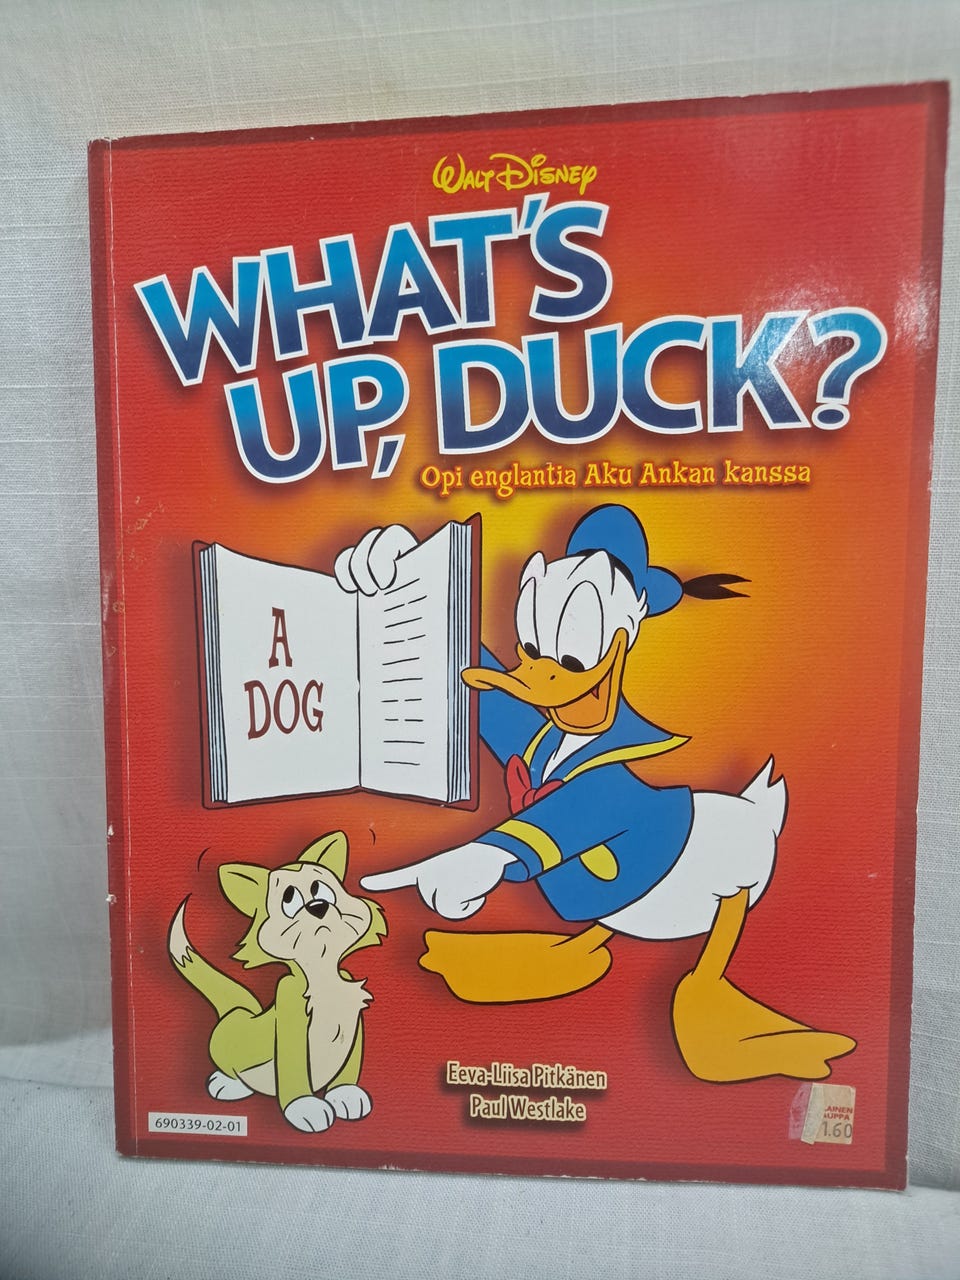 WALT DISNEY
WHAT'S
UP, DUCK?
Opi englantia Aku Ankan kanssa
A
DOG
Eeva-Liisa Pitkänen
Paul Westlake
690339-02-01
1.60